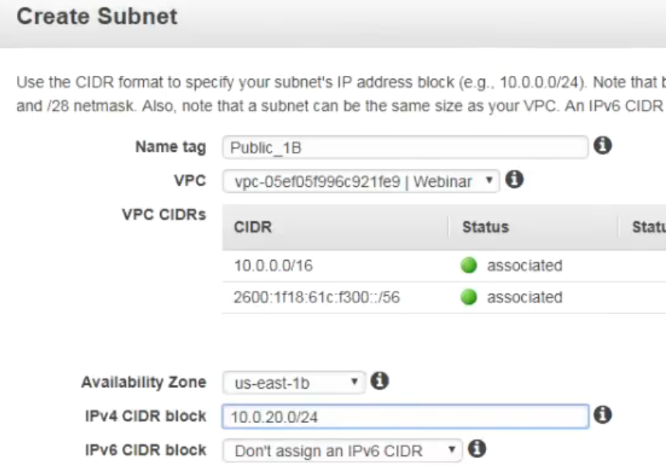 Create Subnet
Use the CIDR format to specify your subnet's IP address block (e.g., 10.0.0.0/24). Note that
and /28 netmask. Also, note that a subnet can be the same size as your VPC. An IPv6 CIDR
Name tag Public_1B
VPC vpc-05ef05f996c921fe9 | Webinar
VPC CIDRs
CIDR Status
10.0.0.0/16 associated
2600:1f18:61c:f300::/56 associated
Availability Zone us-east-1b
IPv4 CIDR block 10.0.20.0/24
IPv6 CIDR block Don't assign an IPv6 CIDR